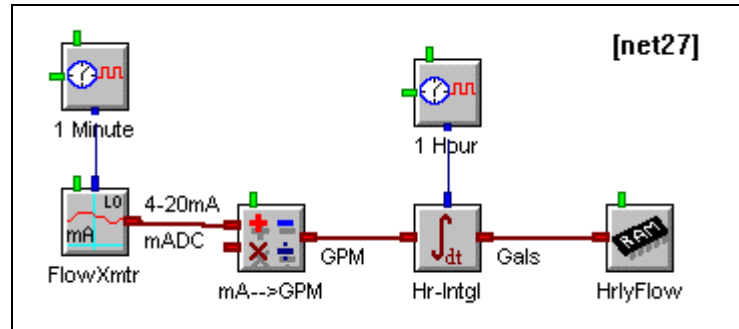 [net27]
1 Minute
1 Hour
LO
mA
4-20mA
mADC
FlowXmtr
mA-->GPM
GPM
dt
Hr-Intgl
Gals
RAM
HrlyFlow